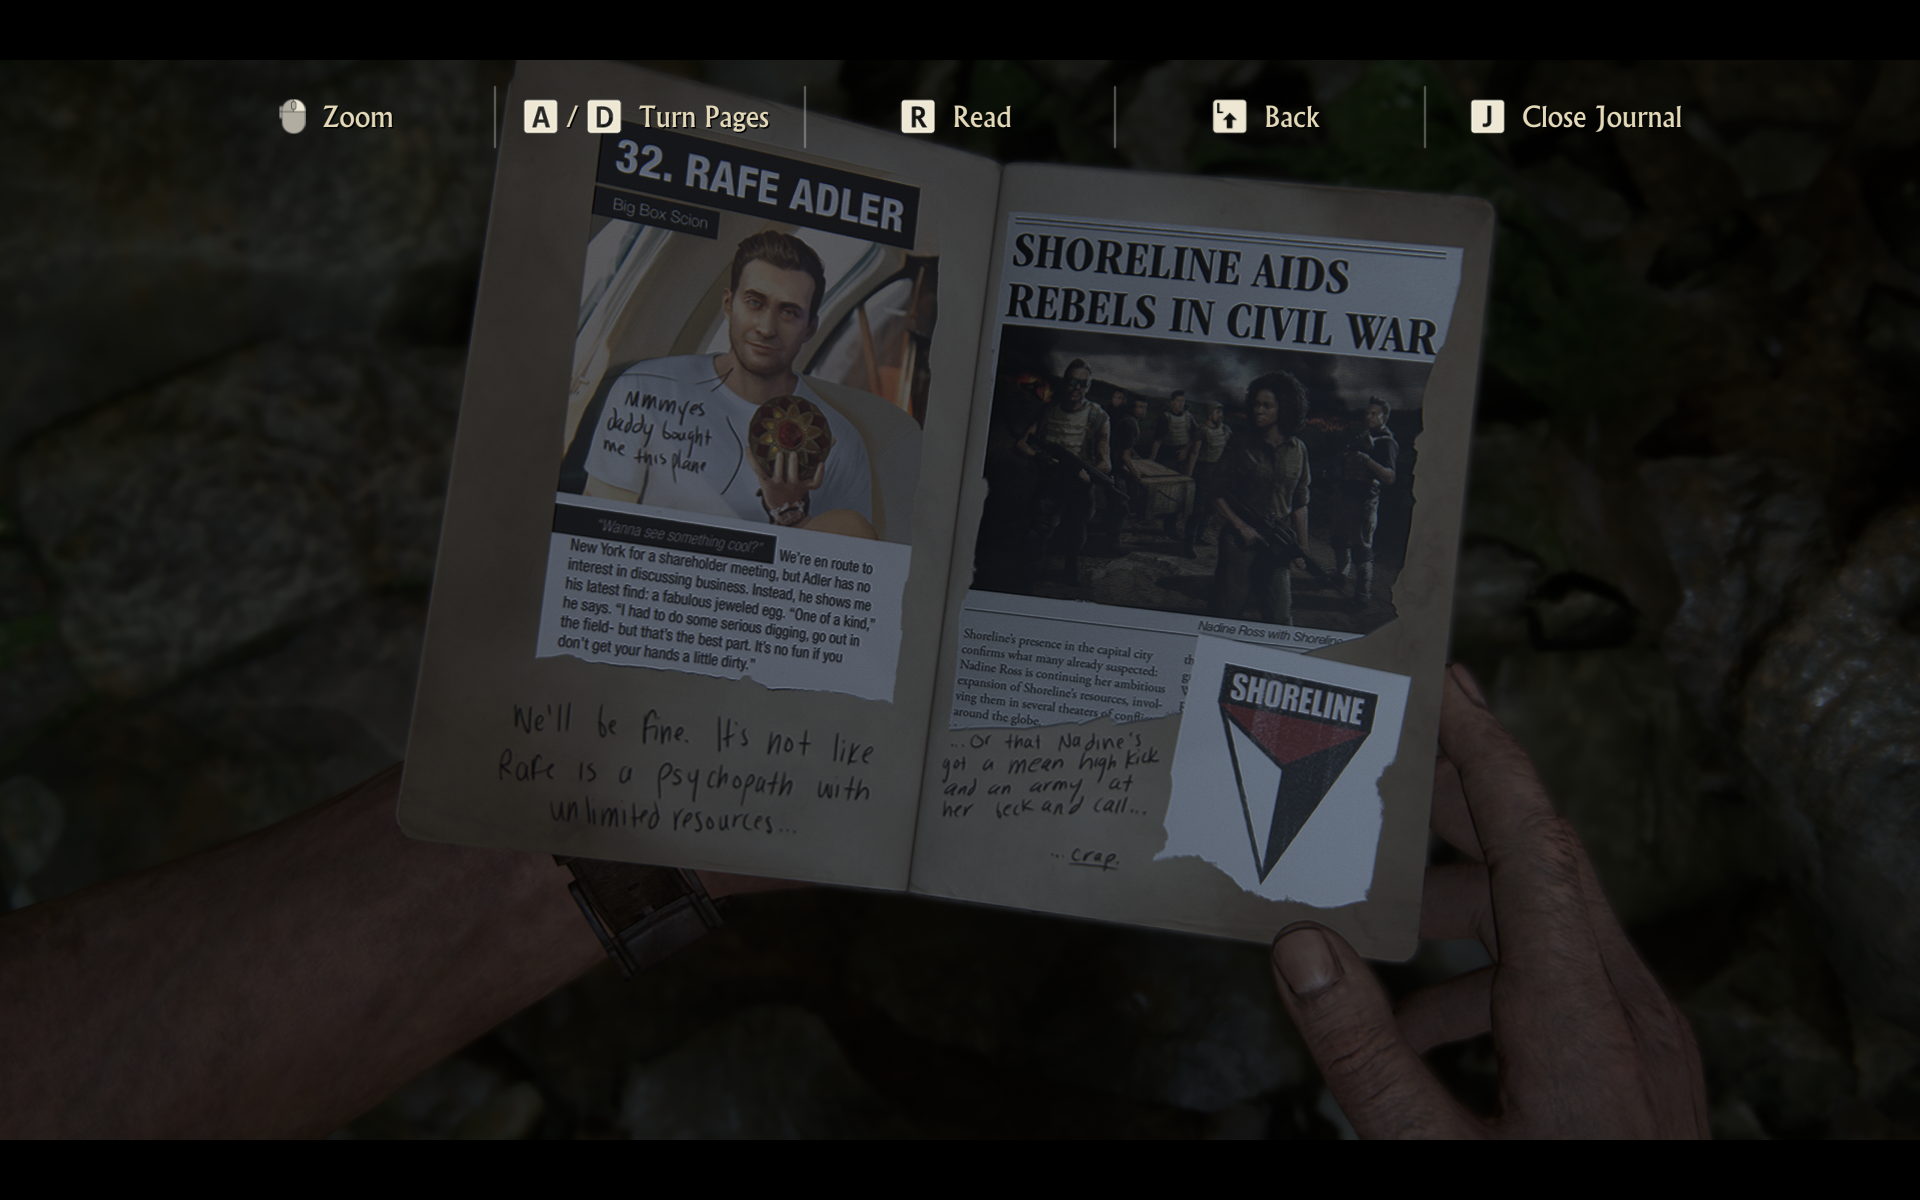 Zoom
A / D Turn Pages
R Read
L Back
J Close Journal
32. RAFE ADLER
Big Box Scion
Mmmyes
daddy bought
me this plane
"Wanna see something cool?" We're en route to
New York for a shareholder meeting, but Adler has no
interest in discussing business. Instead, he shows me
his latest find: a fabulous jeweled egg. "One of a kind,"
he says. "I had to do some serious digging, go out in
the field- but that's the best part. It's no fun if you
don't get your hands a little dirty."
We'll be fine. It's not like
Rafe is a psychopath with
unlimited resources...
SHORELINE AIDS
REBELS IN CIVIL WAR
Nadine Ross with Shoreline
Shoreline's presence in the capital city
confirms what many already suspected:
Nadine Ross is continuing her ambitious
expansion of Shoreline's resources, invol-
ving them in several theaters of
around the globe.
...Or that Nadine's
got a mean high kick
and an army at
her beck and call...
...crap.
SHORELINE